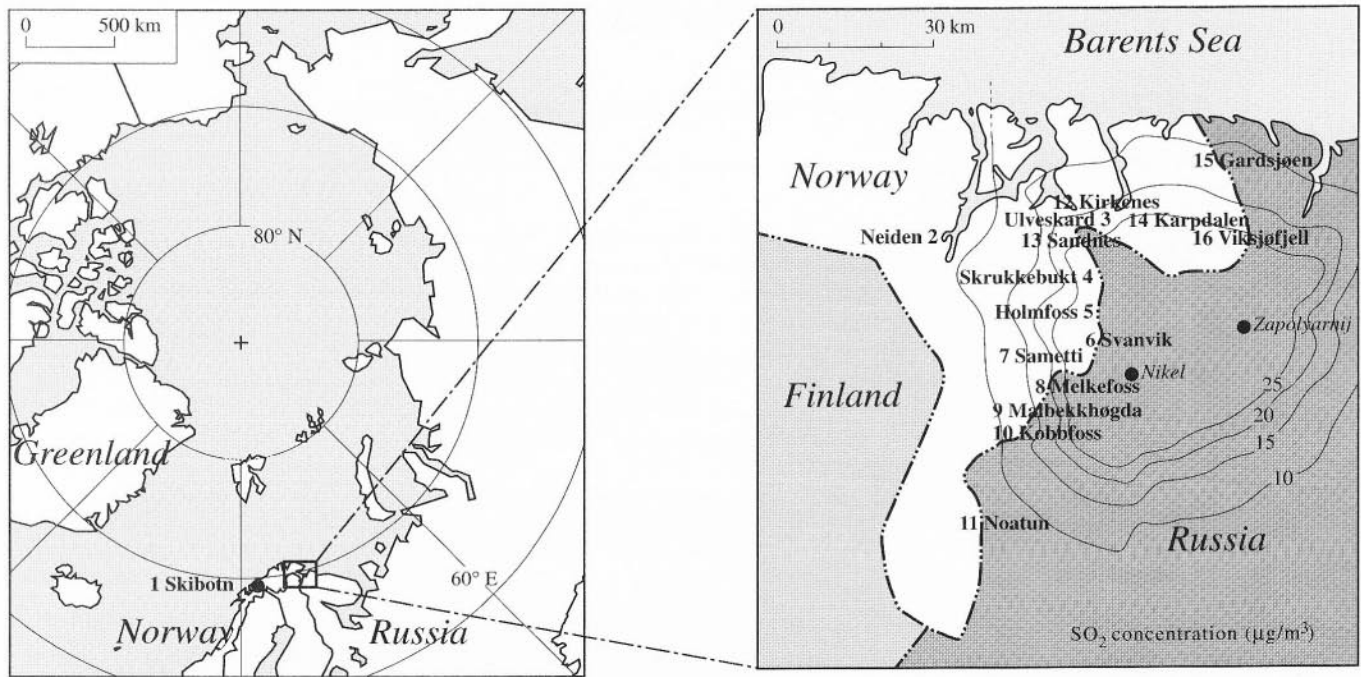 0 500 km
80° N
Greenland
60° E
1 Skibotn
Norway
Russia
0 30 km
Barents Sea
Norway
15 Gardsjøen
12 Kirkenes
Ulveskard 3
14 Karpdalen
Neiden 2
13 Sandnes
16 Viksjøfjell
Skrukkebukt 4
Holmfoss 5
Zapolyarnij
6 Svanvik
7 Sametti
Nikel
8 Melkefoss
Finland
25
9 Malbekkhøgda
20
10 Kobbfoss
15
10
11 Noatun
Russia
SO₂ concentration (µg/m³)